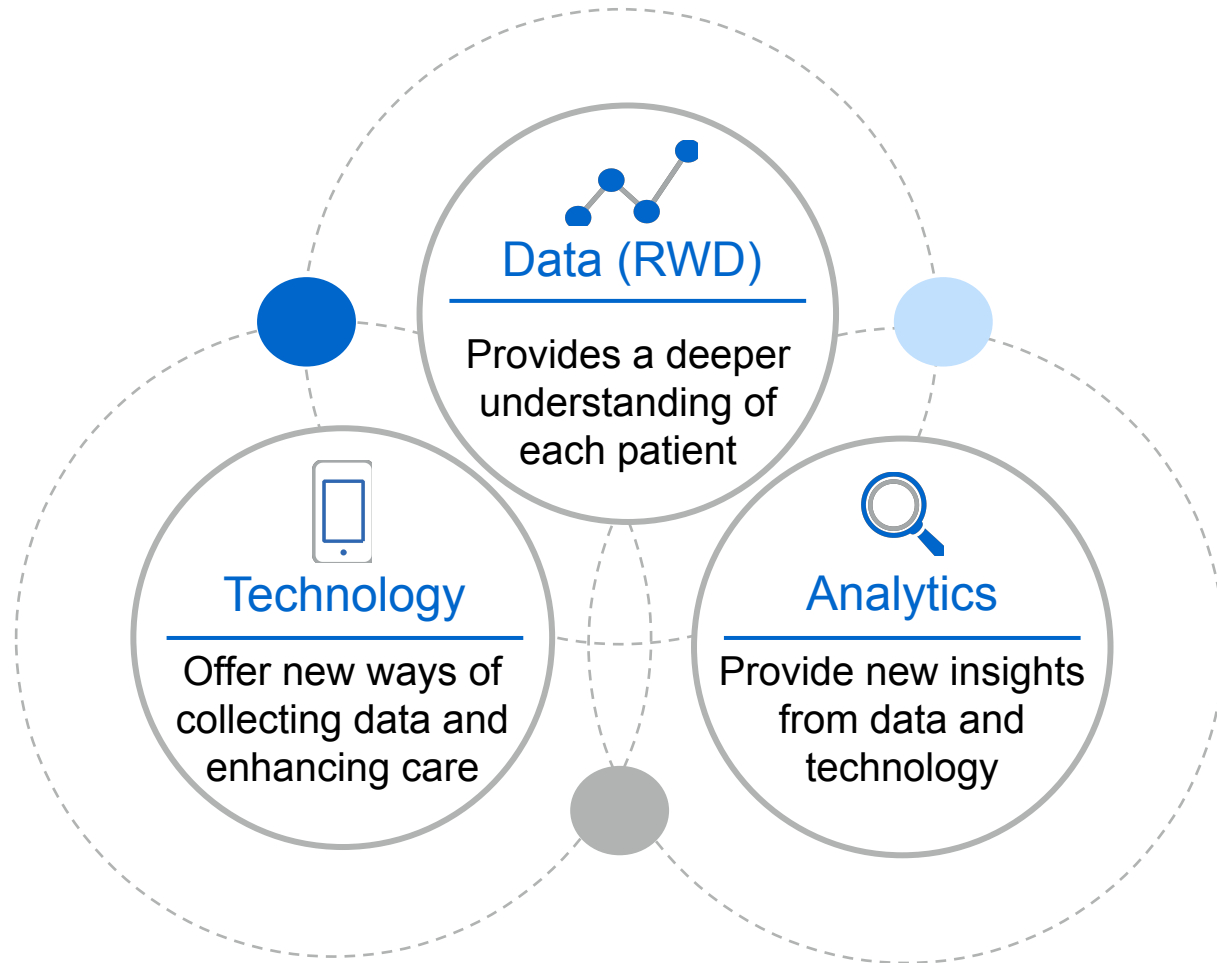 Data (RWD)
Provides a deeper
understanding of
each patient
Technology
Offer new ways of
collecting data and
enhancing care
Analytics
Provide new insights
from data and
technology